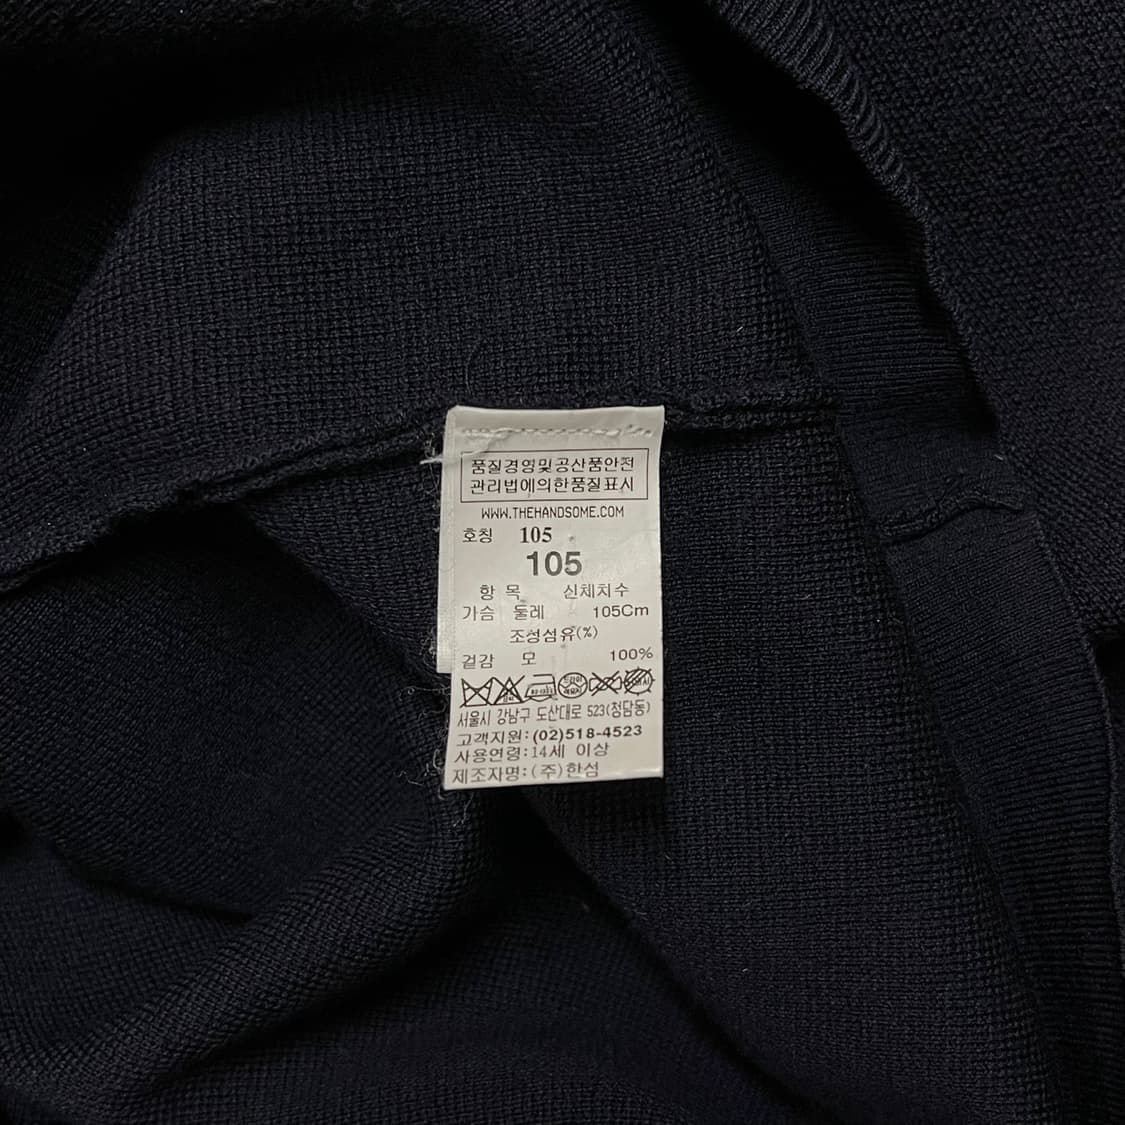 품질경영및공산품안전
관리법에의한품질표시
WWW.THEHANDSOME.COM
호칭 105
105
항 목 신체치수
가슴 둘레 105Cm
조성섬유(%)
겉감 모 100%
드라이
서울시 강남구 도산대로 523(청담동)
고객지원:(02)518-4523
사용연령:14세 이상
제조자명:(주)한섬